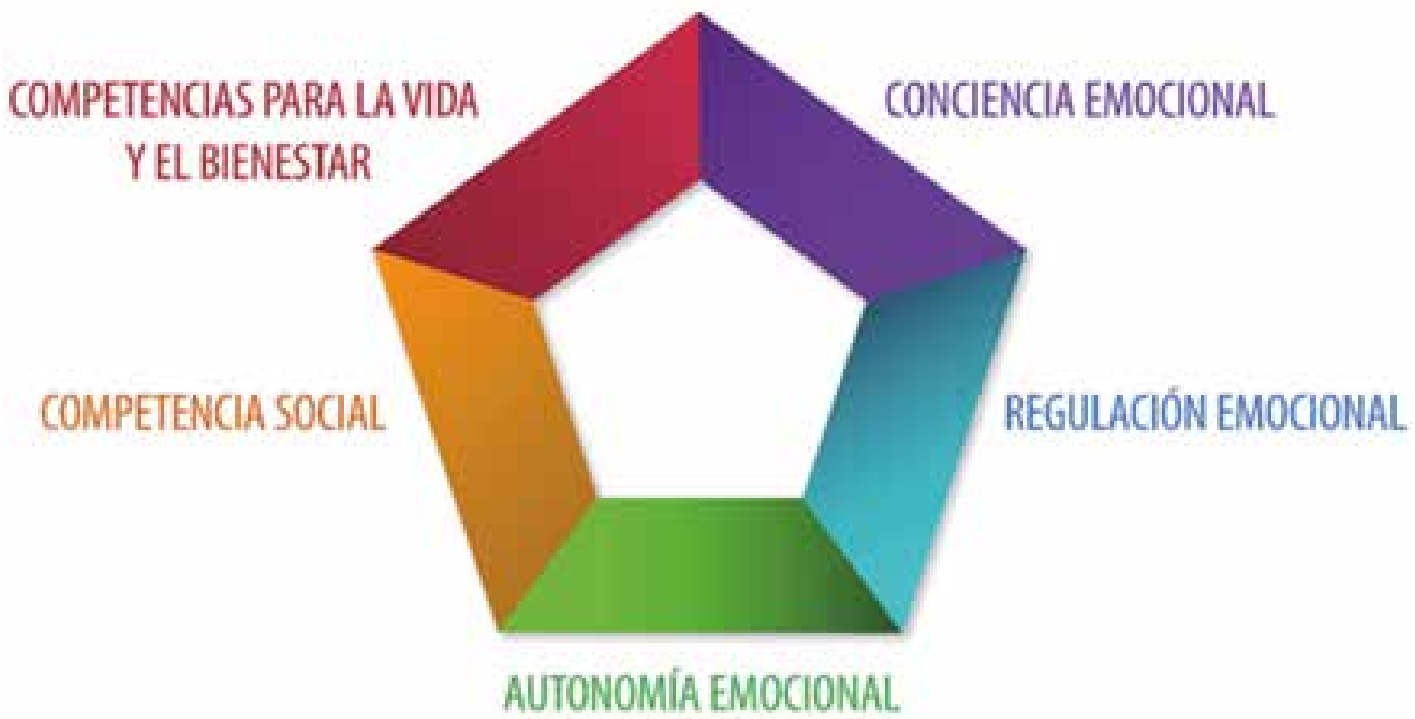 COMPETENCIAS PARA LA VIDA
Y EL BIENESTAR
CONCIENCIA EMOCIONAL
COMPETENCIA SOCIAL
REGULACIÓN EMOCIONAL
AUTONOMÍA EMOCIONAL